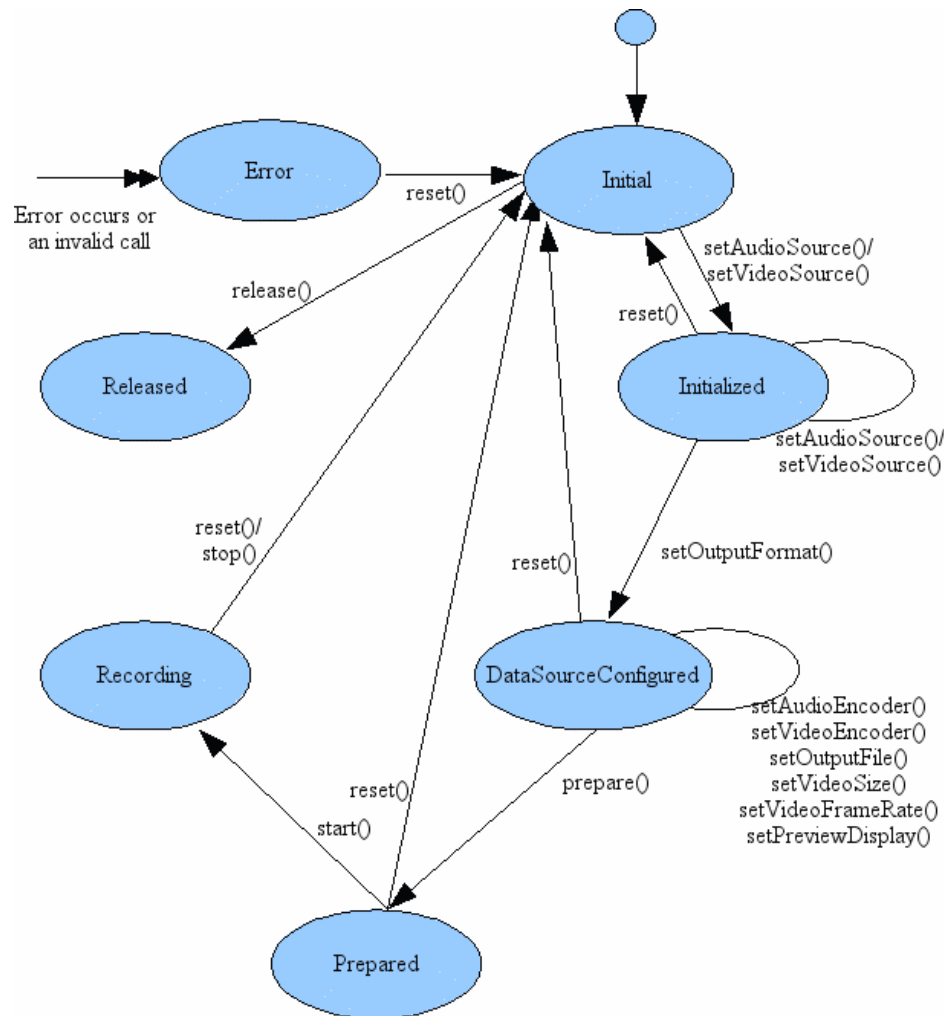 Error
Initial
reset()
Error occurs or
an invalid call
setAudioSource()/
setVideoSource()
release()
reset()
Released
Initialized
setAudioSource()/
setVideoSource()
reset()/
stop()
setOutputFormat()
reset()
Recording
DataSourceConfigured
setAudioEncoder()
setVideoEncoder()
setOutputFile()
setVideoSize()
setVideoFrameRate()
setPreviewDisplay()
prepare()
reset()
start()
Prepared